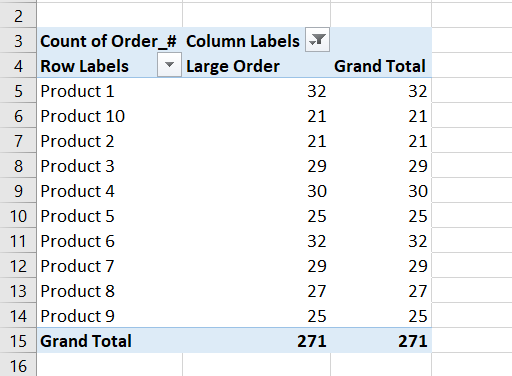 2
3 Count of Order_# Column Labels
4 Row Labels Large Order Grand Total
5 Product 1 32 32
6 Product 10 21 21
7 Product 2 21 21
8 Product 3 29 29
9 Product 4 30 30
10 Product 5 25 25
11 Product 6 32 32
12 Product 7 29 29
13 Product 8 27 27
14 Product 9 25 25
15 Grand Total 271 271
16